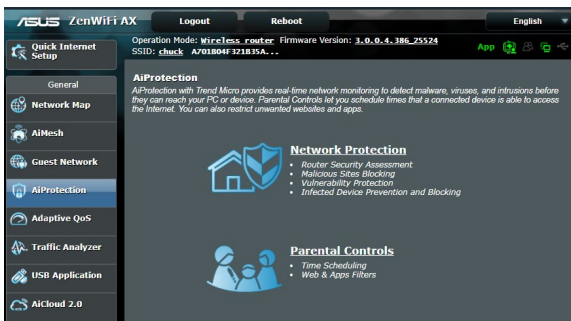 ASUS ZenWiFi AX Logout Reboot English
Quick Internet Setup
Operation Mode: Wireless router Firmware Version: 3.0.0.4.386_25524
SSID: chuck A701B04F321B35A...
App
General
Network Map
AiMesh
Guest Network
AiProtection
Adaptive QoS
Traffic Analyzer
USB Application
AiCloud 2.0
AiProtection
AiProtection with Trend Micro provides real-time network monitoring to detect malware, viruses, and intrusions before
they can reach your PC or device. Parental Controls let you schedule times that a connected device is able to access
the Internet. You can also restrict unwanted websites and apps.
Network Protection
• Router Security Assessment
• Malicious Sites Blocking
• Vulnerability Protection
• Infected Device Prevention and Blocking
Parental Controls
• Time Scheduling
• Web & Apps Filters